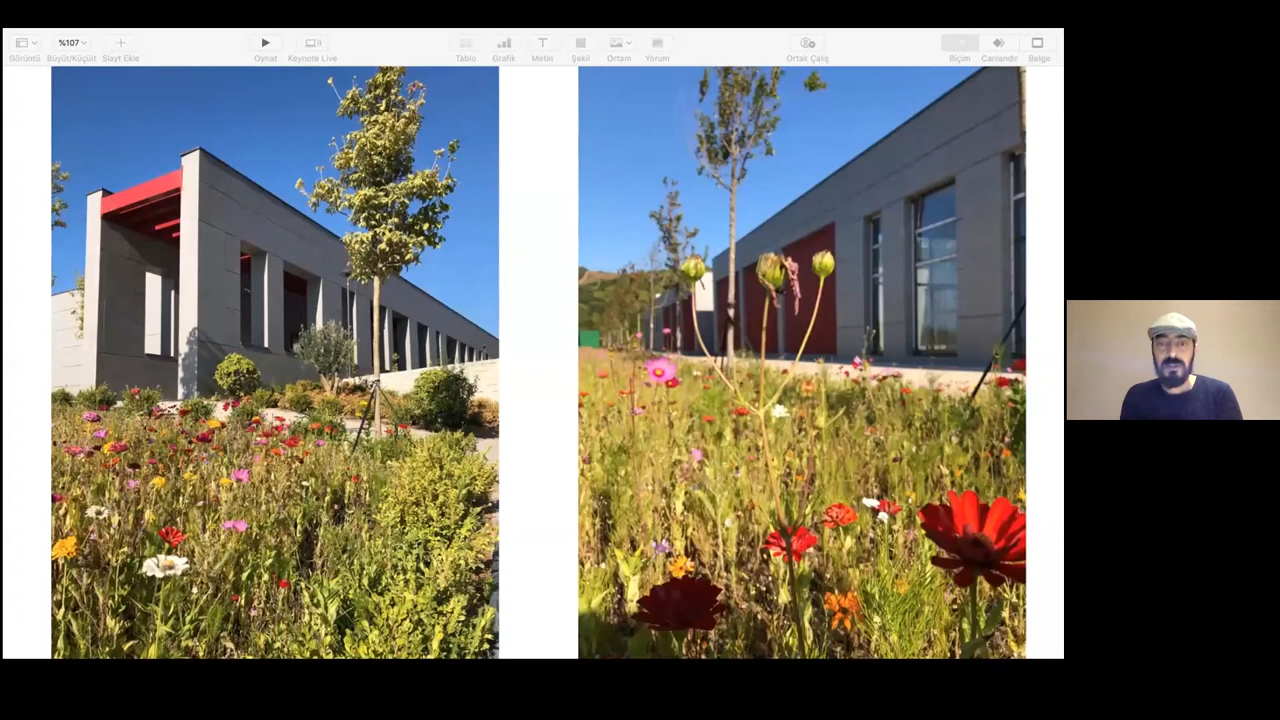 %107
Görüntü Büyüt/Küçült Slayt Ekle Oynat Keynote Live Tablo Grafik Metin Şekil Ortam Yorum Ortak Çalış Biçim Canlandır Belge